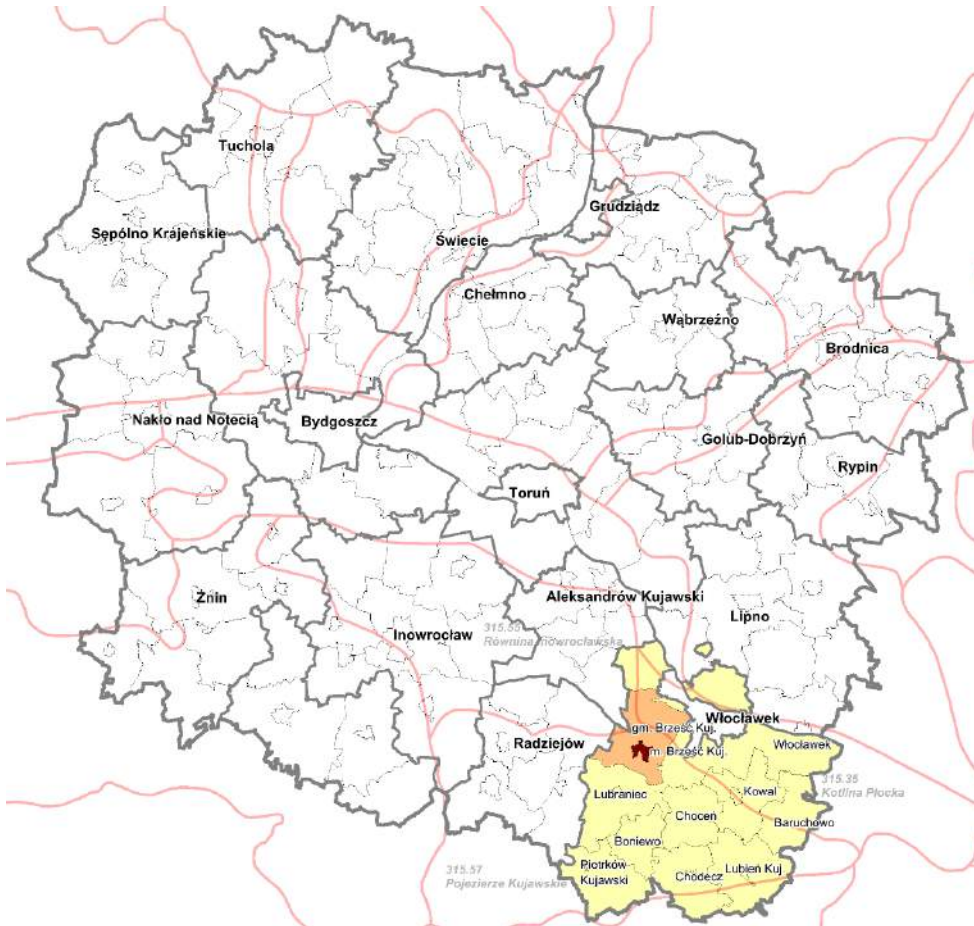 Tuchola
Grudziądz
Sępólno Krajeńskie
Świecie
Chełmno
Wąbrzeźno
Brodnica
Nakło nad Notecią
Bydgoszcz
Golub-Dobrzyń
Rypin
Toruń
Żnin
Aleksandrów Kujawski
Lipno
315.55
Równina Inowrocławska
Inowrocław
Włocławek
gm. Brześć Kuj.
Radziejów
m. Brześć Kuj.
Włocławek
315.35
Kotlina Płocka
Lubraniec
Kowal
Choceń
Baruchowo
Boniewo
Piotrków
Kujawski
Lubień Kuj
Chodecz
315.57
Pojezierze Kujawskie